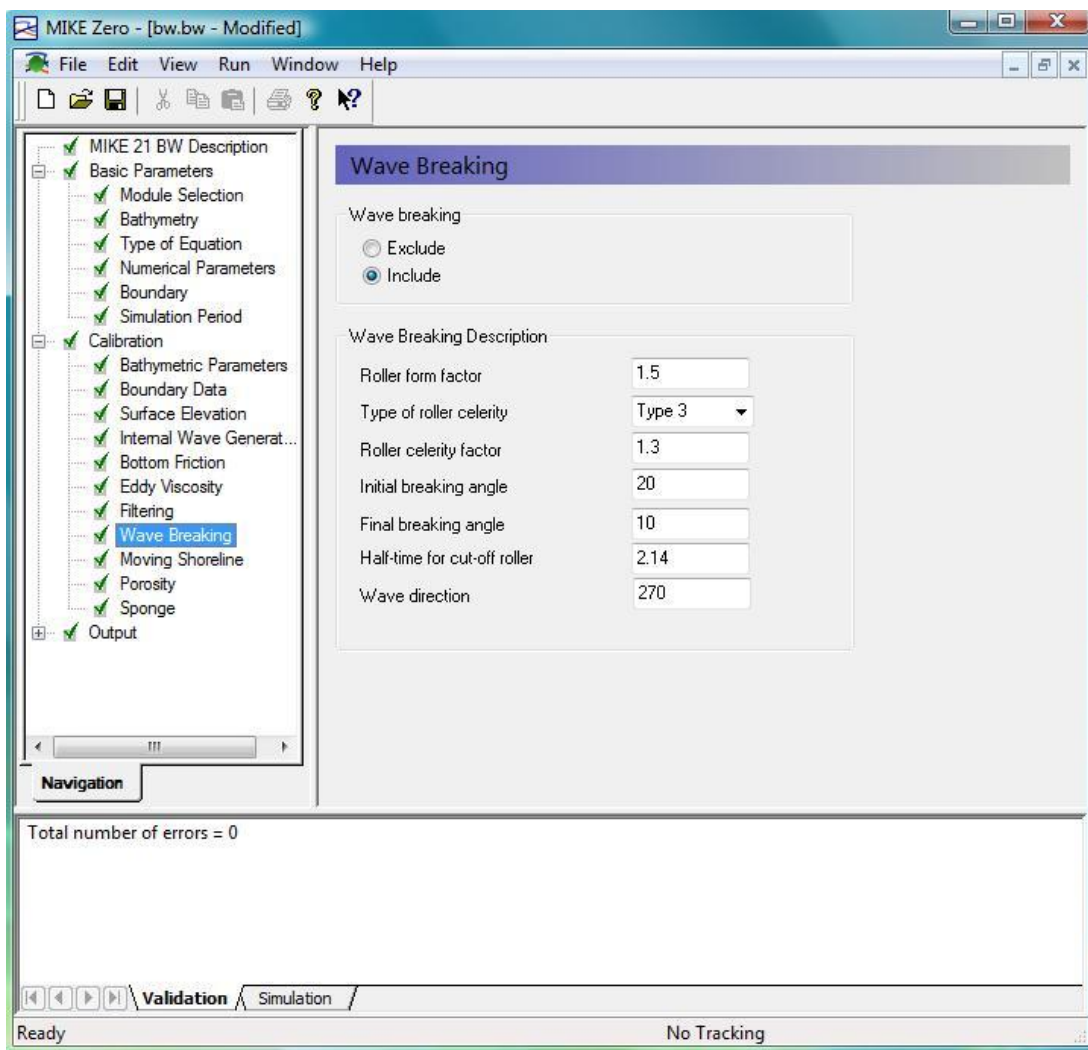 MIKE Zero - [bw.bw - Modified]
File Edit View Run Window Help
MIKE 21 BW Description
Basic Parameters
Module Selection
Bathymetry
Type of Equation
Numerical Parameters
Boundary
Simulation Period
Calibration
Bathymetric Parameters
Boundary Data
Surface Elevation
Internal Wave Generat...
Bottom Friction
Eddy Viscosity
Filtering
Wave Breaking
Moving Shoreline
Porosity
Sponge
Output
Navigation
Wave Breaking
Wave breaking
Exclude
Include
Wave Breaking Description
Roller form factor 1.5
Type of roller celerity Type 3
Roller celerity factor 1.3
Initial breaking angle 20
Final breaking angle 10
Half-time for cut-off roller 2.14
Wave direction 270
Total number of errors = 0
Validation Simulation
Ready No Tracking